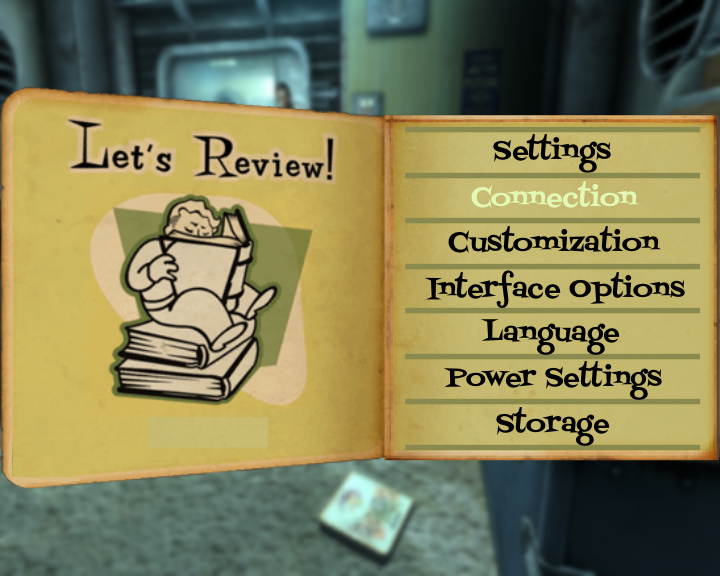 Let's Review!
Settings
Connection
Customization
Interface Options
Language
Power Settings
Storage